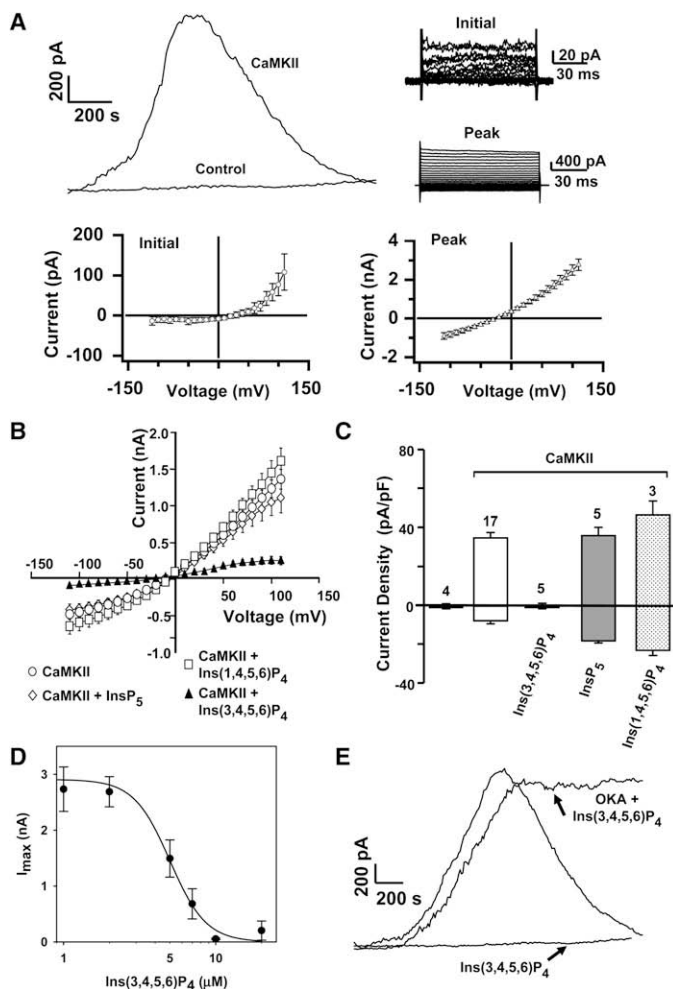 A
200 pA
200 s
CaMKII
Control
Initial
20 pA
30 ms
Peak
400 pA
30 ms
Initial
Current (pA)
200
100
0
-100
-150
150
Voltage (mV)
Peak
Current (nA)
4
2
0
-2
-150
150
Voltage (mV)
B
Current (nA)
2.0
1.5
1.0
0.5
-0.5
-1.0
-150
-100
-50
0
50
100
150
Voltage (mV)
CaMKII
CaMKII + InsP5
CaMKII +
Ins(1,4,5,6)P4
CaMKII +
Ins(3,4,5,6)P4
C
CaMKII
Current Density (pA/pF)
80
40
0
-40
4
17
5
5
3
Ins(3,4,5,6)P4
InsP5
Ins(1,4,5,6)P4
D
Imax (nA)
3
2
1
0
1
5
10
Ins(3,4,5,6)P4 (μM)
E
200 pA
200 s
OKA +
Ins(3,4,5,6)P4
Ins(3,4,5,6)P4